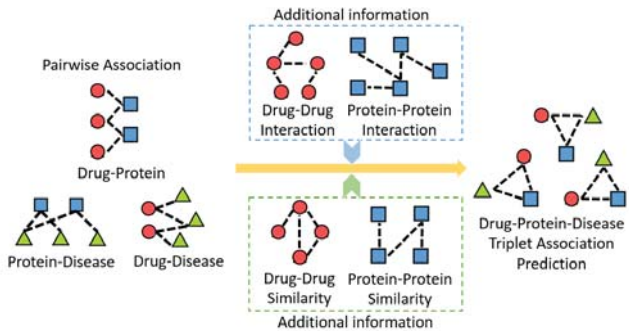 Additional information
Pairwise Association
Drug-Protein
Protein-Disease
Drug-Disease
Drug-Drug
Interaction
Protein-Protein
Interaction
Drug-Drug
Similarity
Protein-Protein
Similarity
Additional information
Drug-Protein-Disease
Triplet Association
Prediction